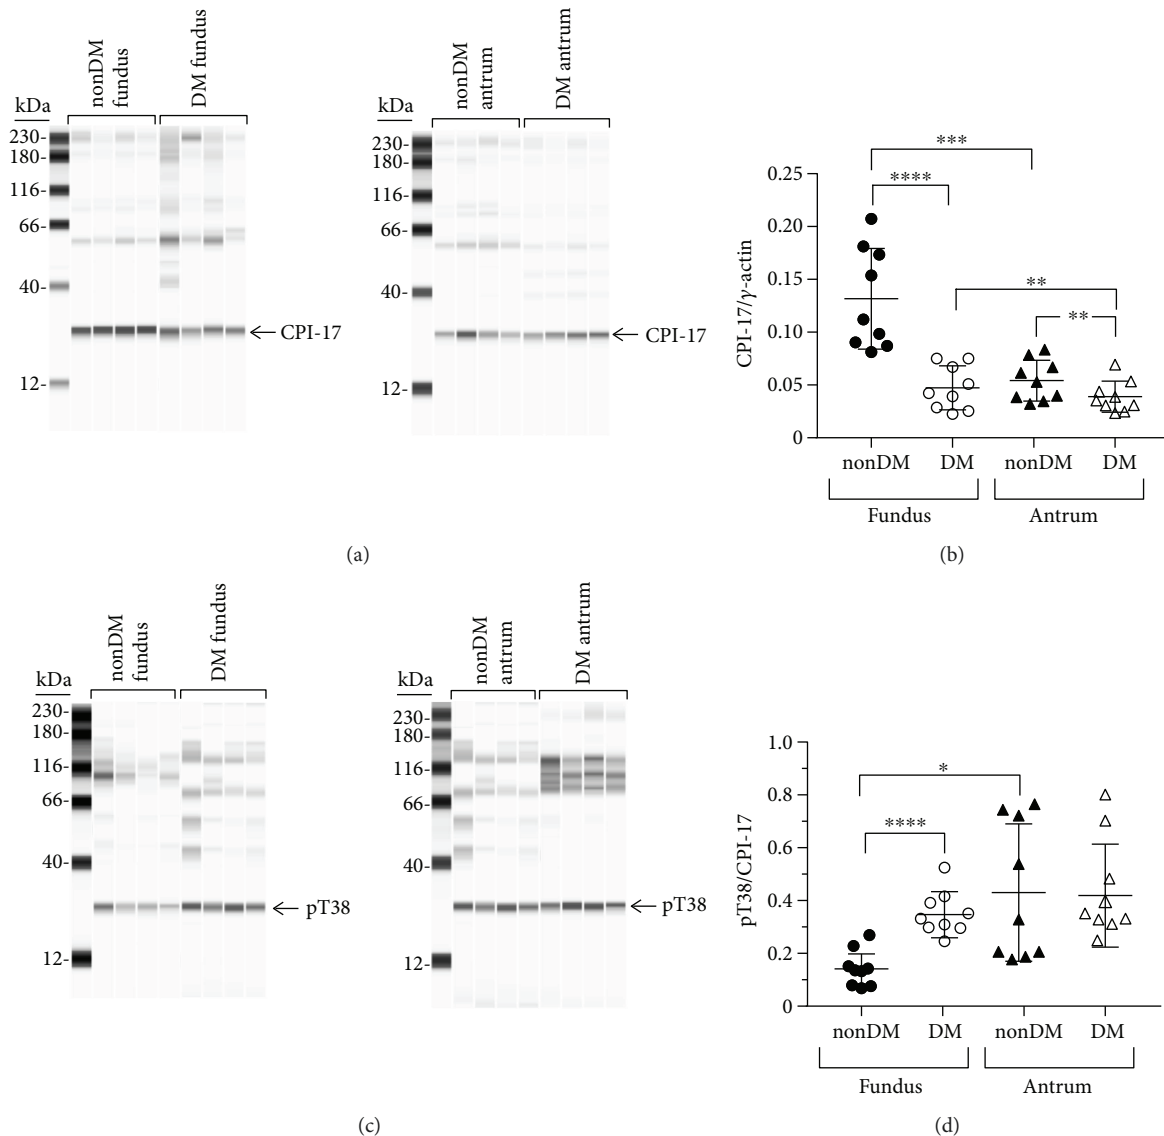 nonDM
fundus
DM fundus
kDa
230-
180-
116-
66-
40-
12-
CPI-17
nonDM
antrum
DM antrum
kDa
230-
180-
116-
66-
40-
12-
CPI-17
(a)
***
****
**
**
CPI-17/γ-actin
0.25
0.20
0.15
0.10
0.05
0
nonDM DM nonDM DM
Fundus Antrum
(b)
nonDM
fundus
DM fundus
kDa
230-
180-
116-
66-
40-
12-
pT38
nonDM
antrum
DM antrum
kDa
230-
180-
116-
66-
40-
12-
pT38
(c)
*
****
pT38/CPI-17
1.0
0.8
0.6
0.4
0.2
0
nonDM DM nonDM DM
Fundus Antrum
(d)